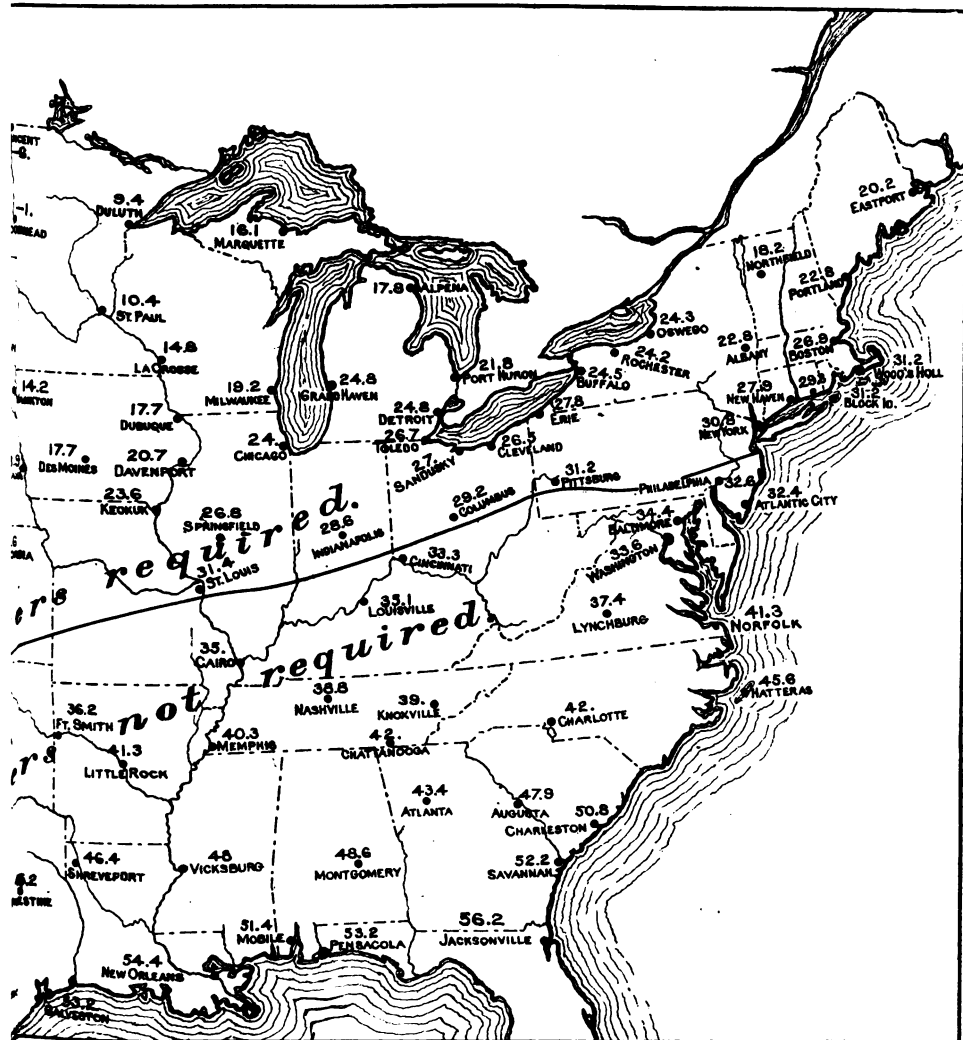 9.4
DULUTH
16.1
MARQUETTE
20.2
EASTPORT
18.2
NORTHFIELD
22.8
PORTLAND
17.8 ALPENA
10.4
ST. PAUL
24.3
OSWEGO
24.2
ROCHESTER
22.8
ALBANY
26.8
BOSTON
14.8
LA CROSSE
21.8
PORT HURON
24.5
BUFFALO
31.2
WOOD'S HOLL
14.2
19.2
MILWAUKEE
24.8
GRAND HAVEN
27.9
NEW HAVEN
31.2
BLOCK ID.
17.7
DUBUQUE
24.8
DETROIT
27.8
ERIE
30.8
NEW YORK
24.
CHICAGO
26.7
TOLEDO
27.
SANDUSKY
26.5
CLEVELAND
17.7
DES MOINES
20.7
DAVENPORT
31.2
PITTSBURG
PHILADELPHIA 32.6
23.6
KEOKUK
32.4
ATLANTIC CITY
26.8
SPRINGFIELD
28.6
INDIANAPOLIS
29.2
COLUMBUS
34.4
BALTIMORE
33.6
WASHINGTON
required.
31.4
ST. LOUIS
33.3
CINCINNATI
35.1
LOUISVILLE
37.4
LYNCHBURG
41.3
NORFOLK
35.
CAIRO
not required
38.8
NASHVILLE
39.
KNOXVILLE
45.6
HATTERAS
36.2
FT. SMITH
40.3
MEMPHIS
42.
CHATTANOOGA
42.
CHARLOTTE
41.3
LITTLE ROCK
43.4
ATLANTA
47.9
AUGUSTA
50.8
CHARLESTON
46.4
SHREVEPORT
48
VICKSBURG
48.6
MONTGOMERY
52.2
SAVANNAH
51.4
MOBILE
53.2
PENSACOLA
56.2
JACKSONVILLE
54.4
NEW ORLEANS
53.2
GALVESTON